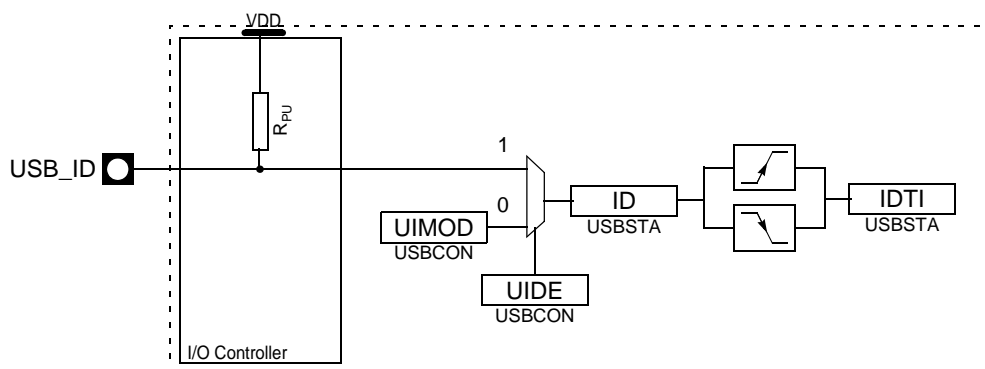 VDD
RPU
USB_ID
1
0
UIMOD
USBCON
UIDE
USBCON
ID
USBSTA
IDTI
USBSTA
I/O Controller